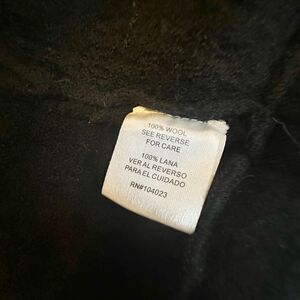 100% WOOL
SEE REVERSE
FOR CARE
100% LANA
VER AL REVERSO
PARA EL CUIDADO
RN#104023